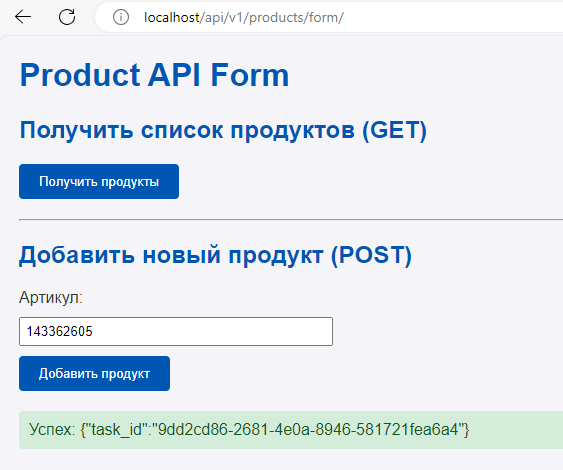 localhost/api/v1/products/form/
Product API Form
Получить список продуктов (GET)
Получить продукты
Добавить новый продукт (POST)
Артикул:
143362605
Добавить продукт
Успех: {"task_id":"9dd2cd86-2681-4e0a-8946-581721fea6a4"}